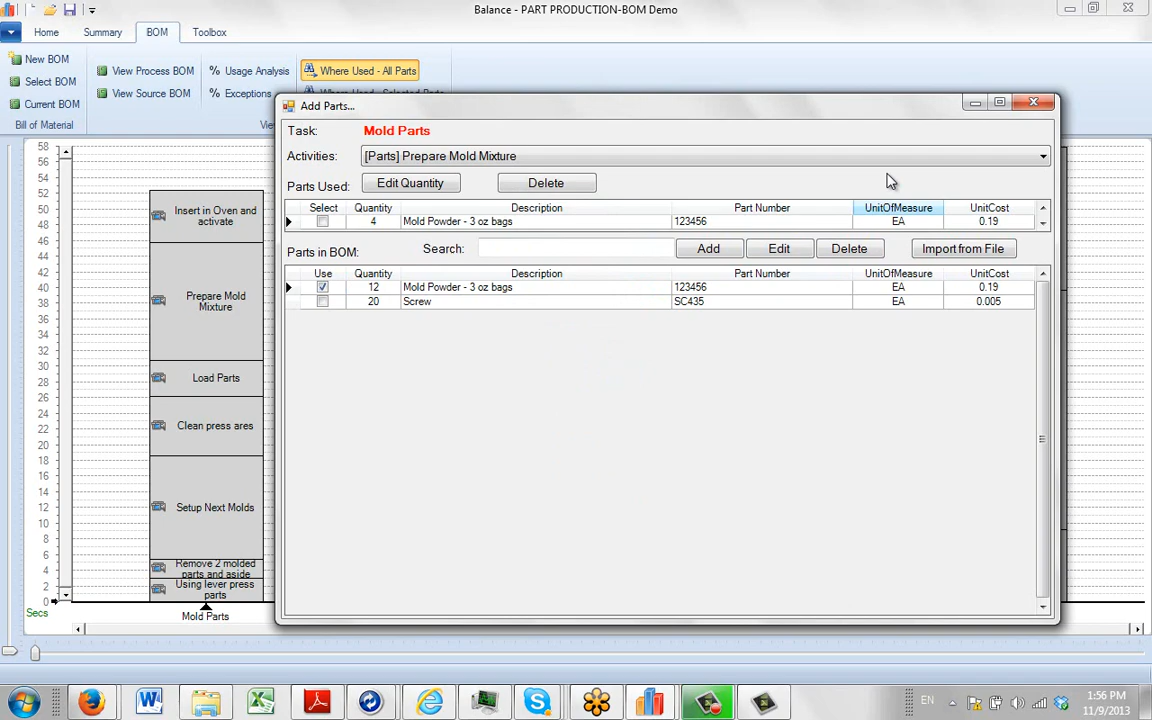 Balance - PART PRODUCTION-BOM Demo
Home Summary BOM Toolbox
New BOM
Select BOM
Current BOM
Bill of Material
View Process BOM
View Source BOM
% Usage Analysis
% Exceptions
Where Used - All Parts
Add Parts...
Task: Mold Parts
Activities: [Parts] Prepare Mold Mixture
Parts Used: Edit Quantity Delete
Select Quantity Description Part Number UnitOfMeasure UnitCost
4 Mold Powder - 3 oz bags 123456 EA 0.19
Parts in BOM: Search: Add Edit Delete Import from File
Use Quantity Description Part Number UnitOfMeasure UnitCost
12 Mold Powder - 3 oz bags 123456 EA 0.19
20 Screw SC435 EA 0.005
58
56
54
52
50
48
46
44
42
40
38
36
34
32
30
28
26
24
22
20
18
16
14
12
10
8
6
4
2
0
Secs
Insert in Oven and
activate
Prepare Mold
Mixture
Load Parts
Clean press ares
Setup Next Molds
Remove 2 molded
parts and aside
Using lever press
parts
Mold Parts
EN
1:56 PM
11/9/2013